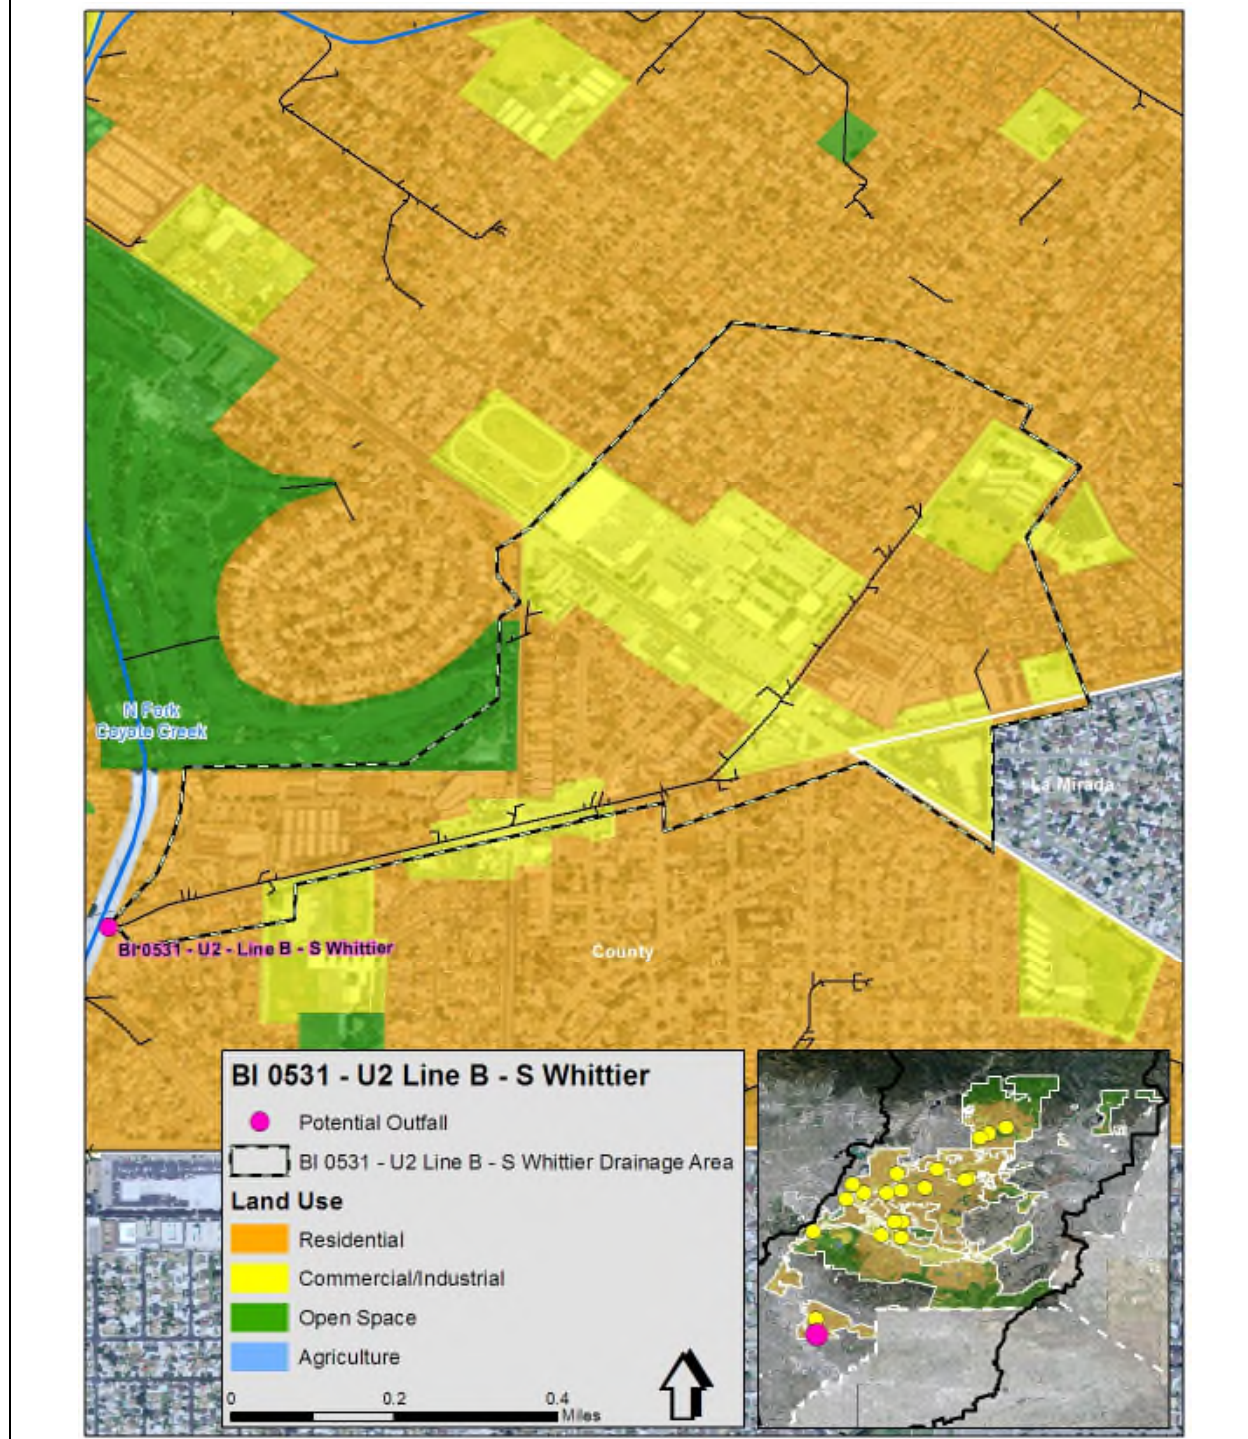 N Fork
Coyote Creek
La Mirada
BI 0531 - U2 - Line B - S Whittier
County
BI 0531 - U2 Line B - S Whittier
Potential Outfall
BI 0531 - U2 Line B - S Whittier Drainage Area
Land Use
Residential
Commercial/Industrial
Open Space
Agriculture
0 0.2 0.4
Miles